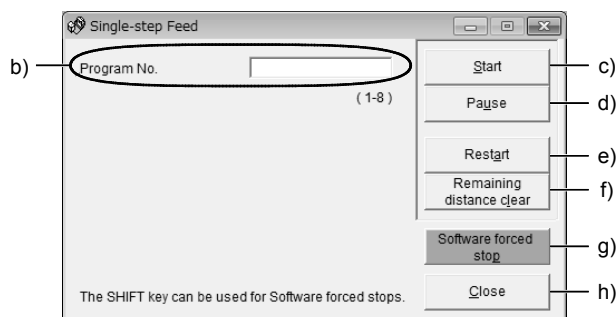 Single-step Feed
b)
Program No.
( 1-8 )
Start
c)
Pause
d)
Restart
e)
Remaining
distance clear
f)
Software forced
stop
g)
The SHIFT key can be used for Software forced stops.
Close
h)